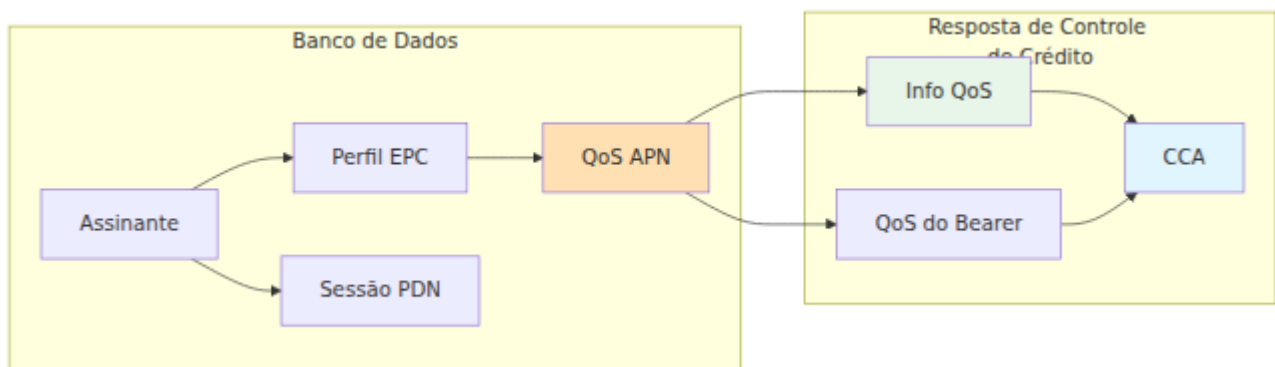 Banco de Dados
Assinante
Perfil EPC
Sessão PDN
QoS APN
Resposta de Controle
de Crédito
Info QoS
QoS do Bearer
CCA